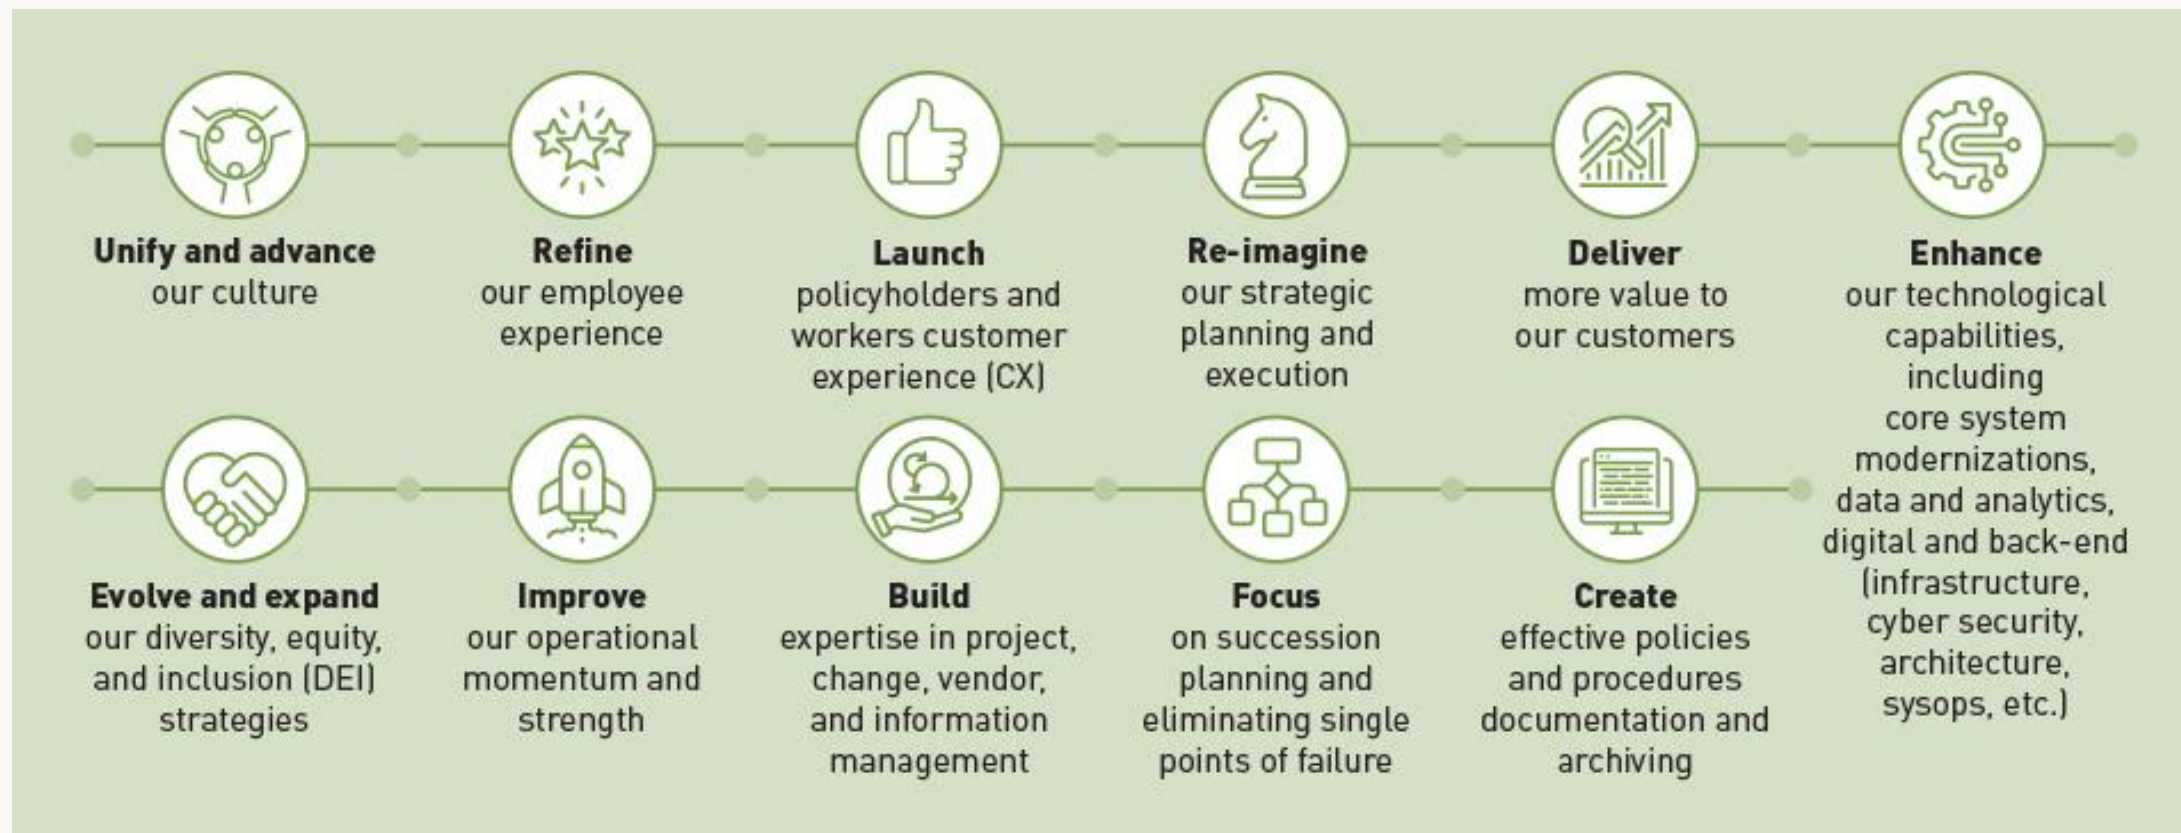 Unify and advance
our culture
Refine
our employee
experience
Launch
policyholders and
workers customer
experience (CX)
Re-imagine
our strategic
planning and
execution
Deliver
more value to
our customers
Enhance
our technological
capabilities,
including
core system
modernizations,
data and analytics,
digital and back-end
(infrastructure,
cyber security,
architecture,
sysops, etc.)
Evolve and expand
our diversity, equity,
and inclusion (DEI)
strategies
Improve
our operational
momentum and
strength
Build
expertise in project,
change, vendor,
and information
management
Focus
on succession
planning and
eliminating single
points of failure
Create
effective policies
and procedures
documentation and
archiving